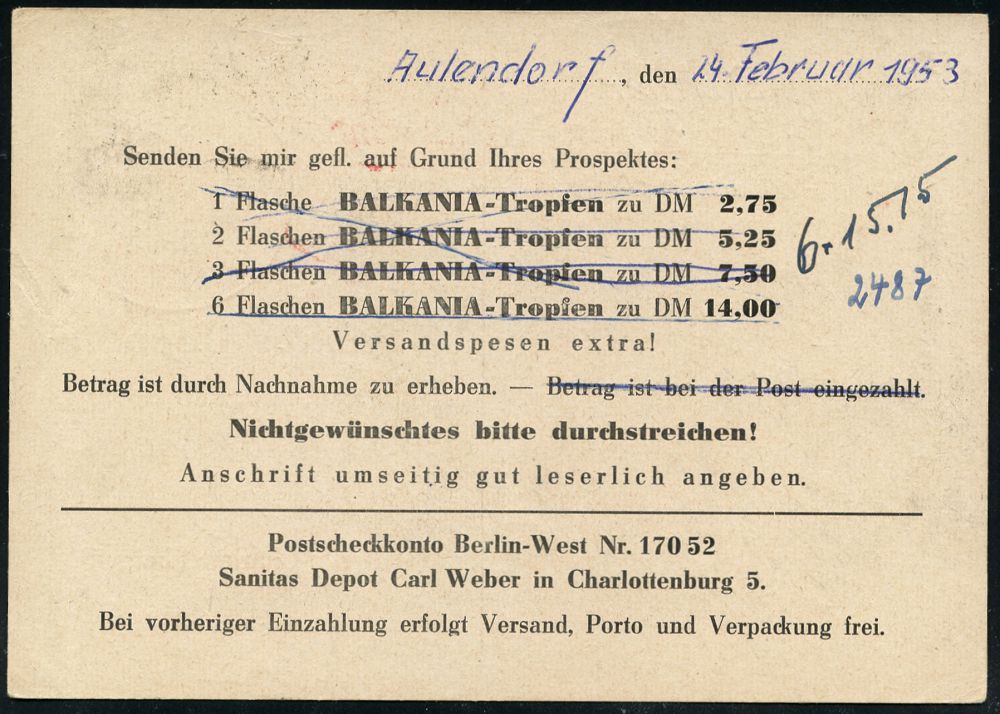 Aulendorf, den 24. Februar 1953
Senden Sie mir gefl. auf Grund Ihres Prospektes:
1 Flasche BALKANIA-Tropfen zu DM 2,75
2 Flaschen BALKANIA-Tropfen zu DM 5,25
3 Flaschen BALKANIA-Tropfen zu DM 7,50
6 Flaschen BALKANIA-Tropfen zu DM 14,00
6 + 15.15
2487
Versandspesen extra!
Betrag ist durch Nachnahme zu erheben. — Betrag ist bei der Post eingezahlt.
Nichtgewünschtes bitte durchstreichen!
Anschrift umseitig gut leserlich angeben.
Postscheckkonto Berlin-West Nr. 170 52
Sanitas Depot Carl Weber in Charlottenburg 5.
Bei vorheriger Einzahlung erfolgt Versand, Porto und Verpackung frei.